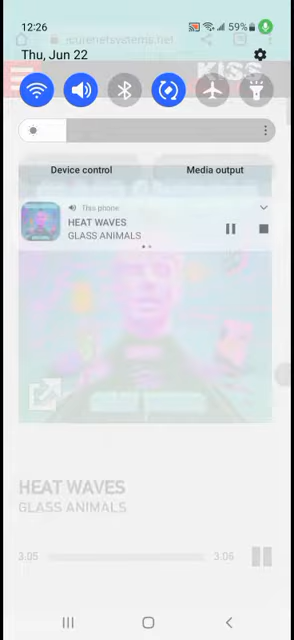 12:26
59%
Thu, Jun 22
KISS
Device control Media output
This phone
HEAT WAVES
GLASS ANIMALS
HEAT WAVES
GLASS ANIMALS
3.05 3.06